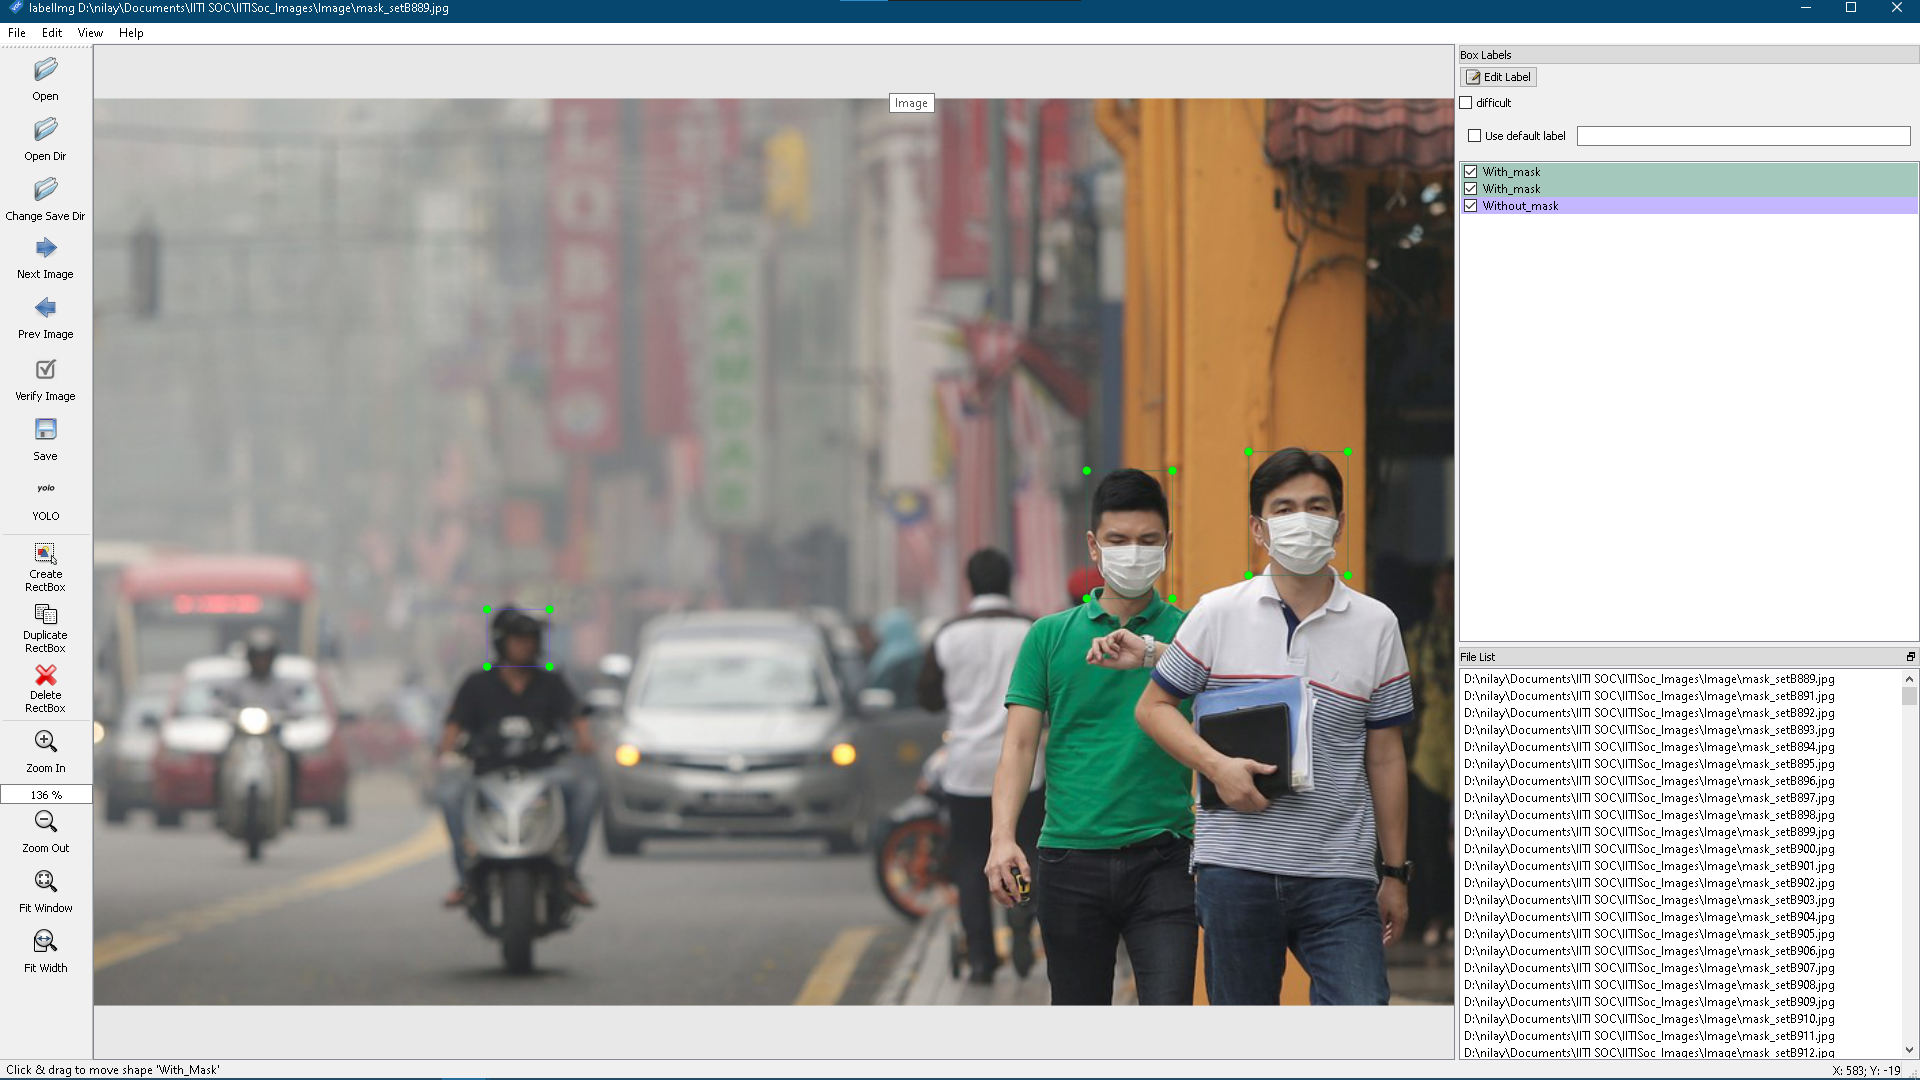 labelImg D:\nilay\Documents\IITI SOC\IITISoc_Images\Image\mask_setB889.jpg
File Edit View Help
Open
Open Dir
Change Save Dir
Next Image
Prev Image
Verify Image
Save
yolo
YOLO
Create
RectBox
Duplicate
RectBox
Delete
RectBox
Zoom In
136 %
Zoom Out
Fit Window
Fit Width
Image
Box Labels
Edit Label
difficult
Use default label
With_mask
With_mask
Without_mask
File List
D:\nilay\Documents\IITI SOC\IITISoc_Images\Image\mask_setB889.jpg
D:\nilay\Documents\IITI SOC\IITISoc_Images\Image\mask_setB891.jpg
D:\nilay\Documents\IITI SOC\IITISoc_Images\Image\mask_setB892.jpg
D:\nilay\Documents\IITI SOC\IITISoc_Images\Image\mask_setB893.jpg
D:\nilay\Documents\IITI SOC\IITISoc_Images\Image\mask_setB894.jpg
D:\nilay\Documents\IITI SOC\IITISoc_Images\Image\mask_setB895.jpg
D:\nilay\Documents\IITI SOC\IITISoc_Images\Image\mask_setB896.jpg
D:\nilay\Documents\IITI SOC\IITISoc_Images\Image\mask_setB897.jpg
D:\nilay\Documents\IITI SOC\IITISoc_Images\Image\mask_setB898.jpg
D:\nilay\Documents\IITI SOC\IITISoc_Images\Image\mask_setB899.jpg
D:\nilay\Documents\IITI SOC\IITISoc_Images\Image\mask_setB900.jpg
D:\nilay\Documents\IITI SOC\IITISoc_Images\Image\mask_setB901.jpg
D:\nilay\Documents\IITI SOC\IITISoc_Images\Image\mask_setB902.jpg
D:\nilay\Documents\IITI SOC\IITISoc_Images\Image\mask_setB903.jpg
D:\nilay\Documents\IITI SOC\IITISoc_Images\Image\mask_setB904.jpg
D:\nilay\Documents\IITI SOC\IITISoc_Images\Image\mask_setB905.jpg
D:\nilay\Documents\IITI SOC\IITISoc_Images\Image\mask_setB906.jpg
D:\nilay\Documents\IITI SOC\IITISoc_Images\Image\mask_setB907.jpg
D:\nilay\Documents\IITI SOC\IITISoc_Images\Image\mask_setB908.jpg
D:\nilay\Documents\IITI SOC\IITISoc_Images\Image\mask_setB909.jpg
D:\nilay\Documents\IITI SOC\IITISoc_Images\Image\mask_setB910.jpg
D:\nilay\Documents\IITI SOC\IITISoc_Images\Image\mask_setB911.jpg
D:\nilay\Documents\IITI SOC\IITISoc_Images\Image\mask_setB912.jpg
Click & drag to move shape 'With_Mask'
X: 583; Y: -19